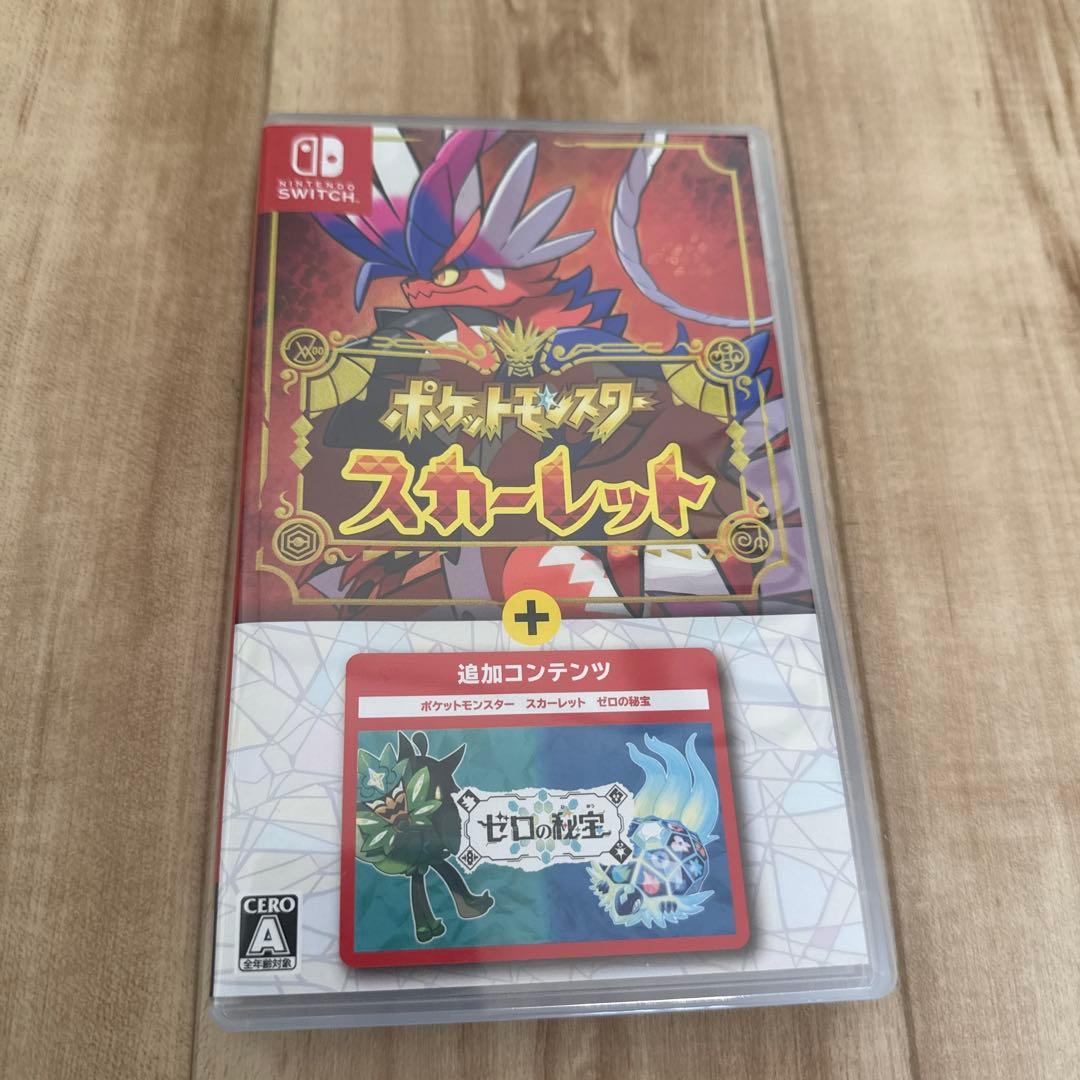 NINTENDO
SWITCH™
ポケットモンスター
スカーレット
+
追加コンテンツ
ポケットモンスター スカーレット ゼロの秘宝
ゼロの秘宝
CERO
A
全年齢対象